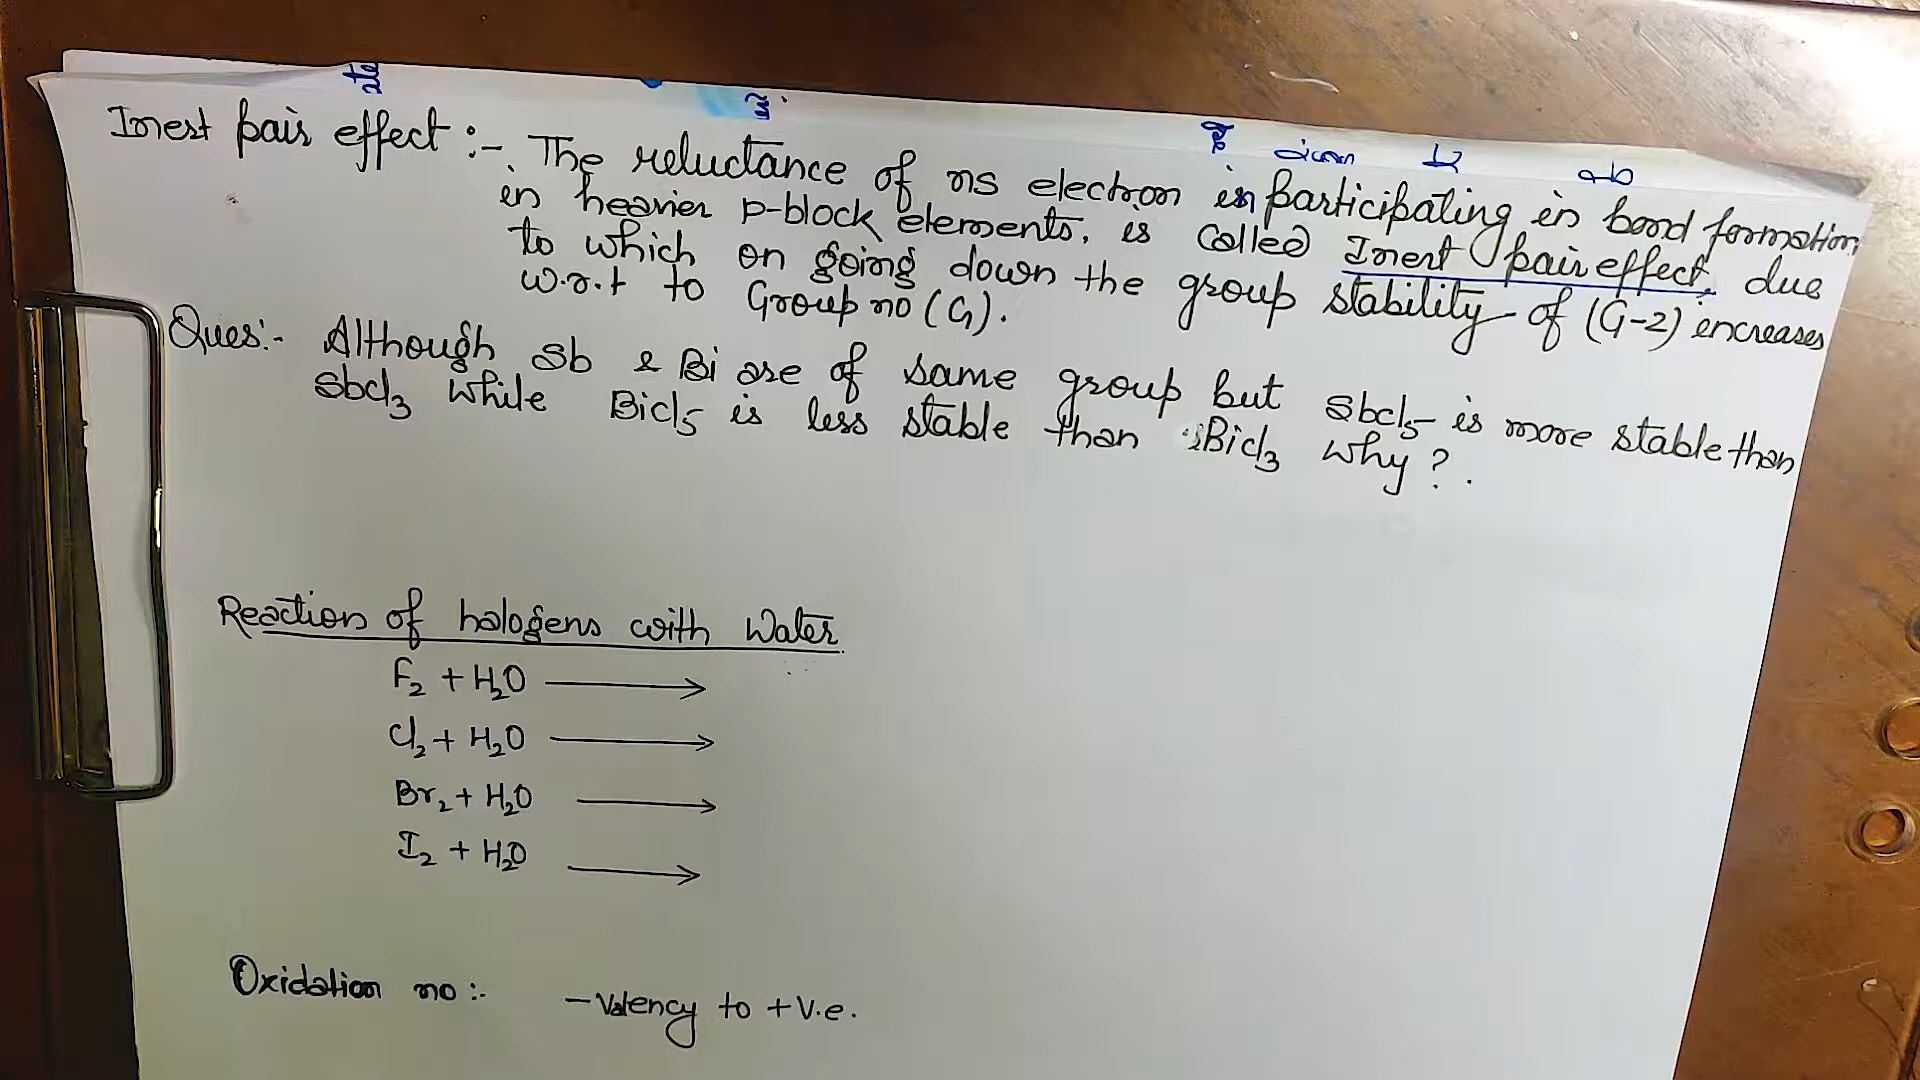 Inert pair effect :- The reluctance of ns electron in participating in bond formation
in heavier p-block elements, is called Inert pair effect, due
to which on going down the group stability of (G-2) increases
w.r.t to Group no (G).
Ques:- Although Sb & Bi are of same group but SbCl5 is more stable than
SbCl3 while BiCl5 is less stable than BiCl3 why?.
Reaction of halogens with Water
F2 + H2O →
Cl2 + H2O →
Br2 + H2O →
I2 + H2O →
Oxidation no :- - Valency to + V.e.